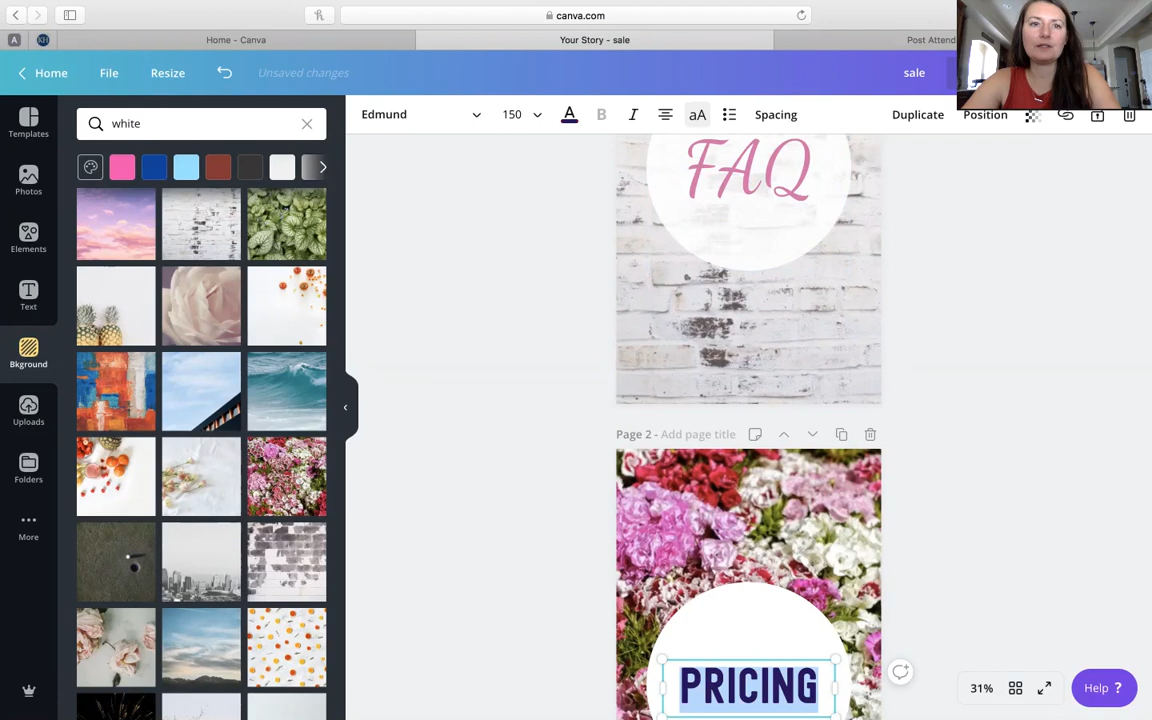 canva.com
A
KH
Home - Canva
Your Story - sale
Post Attend
Home
File
Resize
Unsaved changes
sale
white
Edmund
150
A
B
I
aA
Spacing
Duplicate
Position
Templates
Photos
Elements
Text
Bkground
Uploads
Folders
More
FAQ
Page 2 - Add page title
PRICING
31%
Help ?